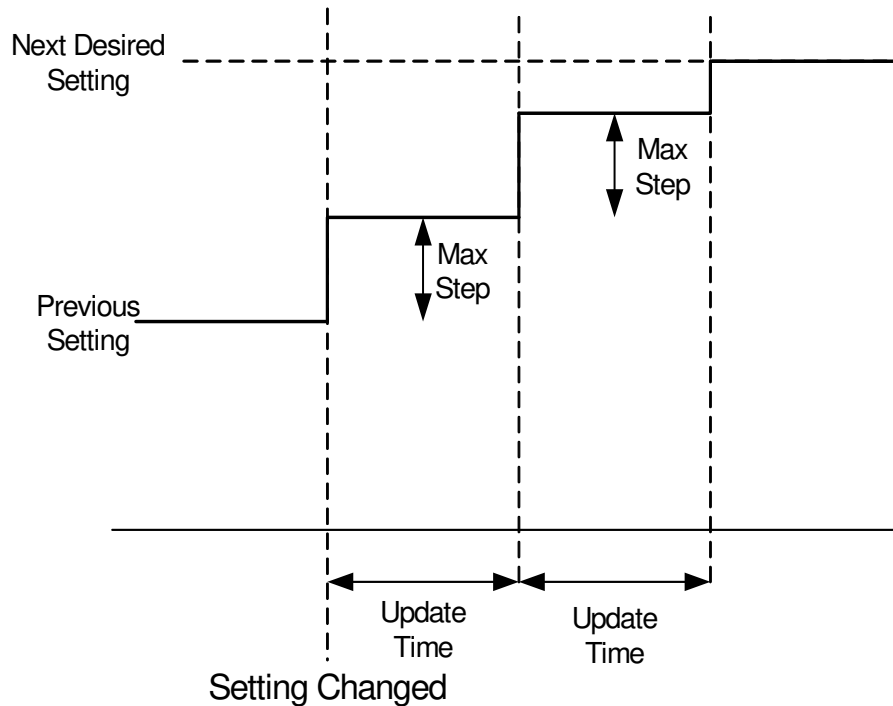 Next Desired
Setting
Max
Step
Max
Step
Previous
Setting
Update
Time
Update
Time
Setting Changed